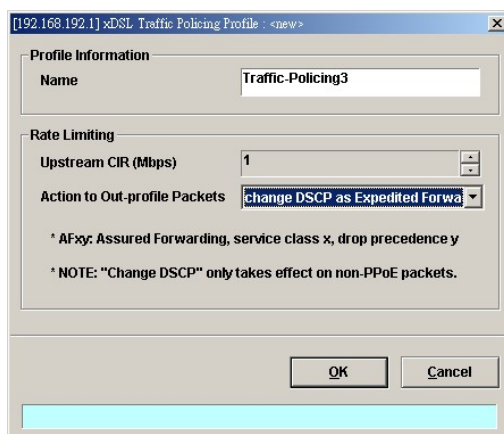 [192.168.192.1] xDSL Traffic Policing Profile : <new>
Profile Information
Name
Traffic-Policing3
Rate Limiting
Upstream CIR (Mbps)
1
Action to Out-profile Packets
change DSCP as Expedited Forwa
* AFxy: Assured Forwarding, service class x, drop precedence y
* NOTE: "Change DSCP" only takes effect on non-PPoE packets.
OK
Cancel